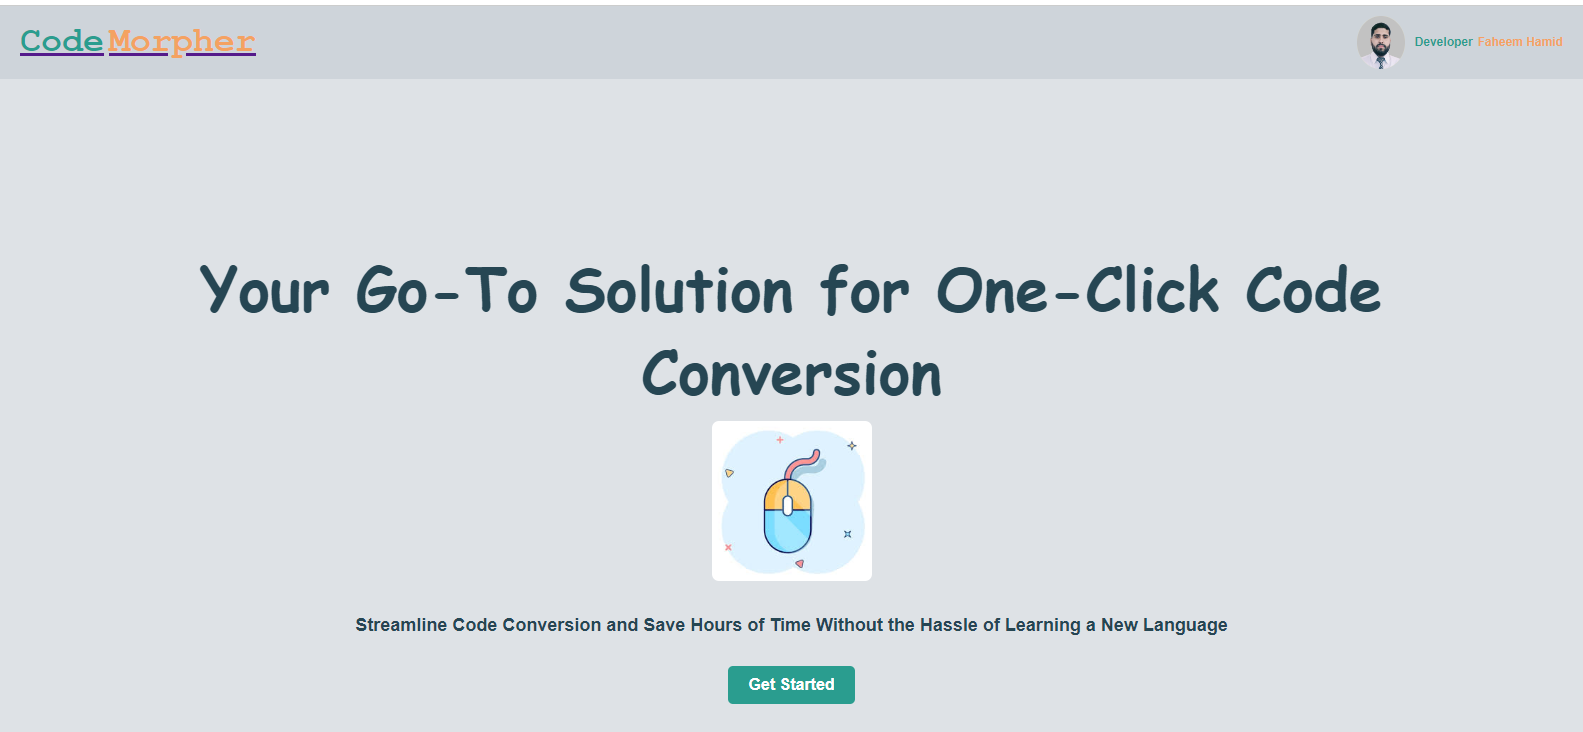 CodeMorpher
Developer Faheem Hamid
Your Go-To Solution for One-Click Code
Conversion
Streamline Code Conversion and Save Hours of Time Without the Hassle of Learning a New Language
Get Started